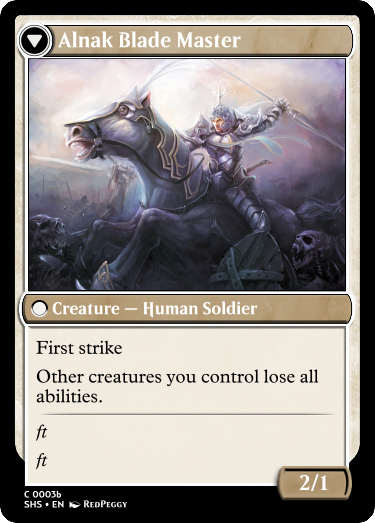 Alnak Blade Master
Creature — Human Soldier
First strike
Other creatures you control lose all
abilities.
ft
ft
2/1
C 0003b
SHS • EN REDPEGGY